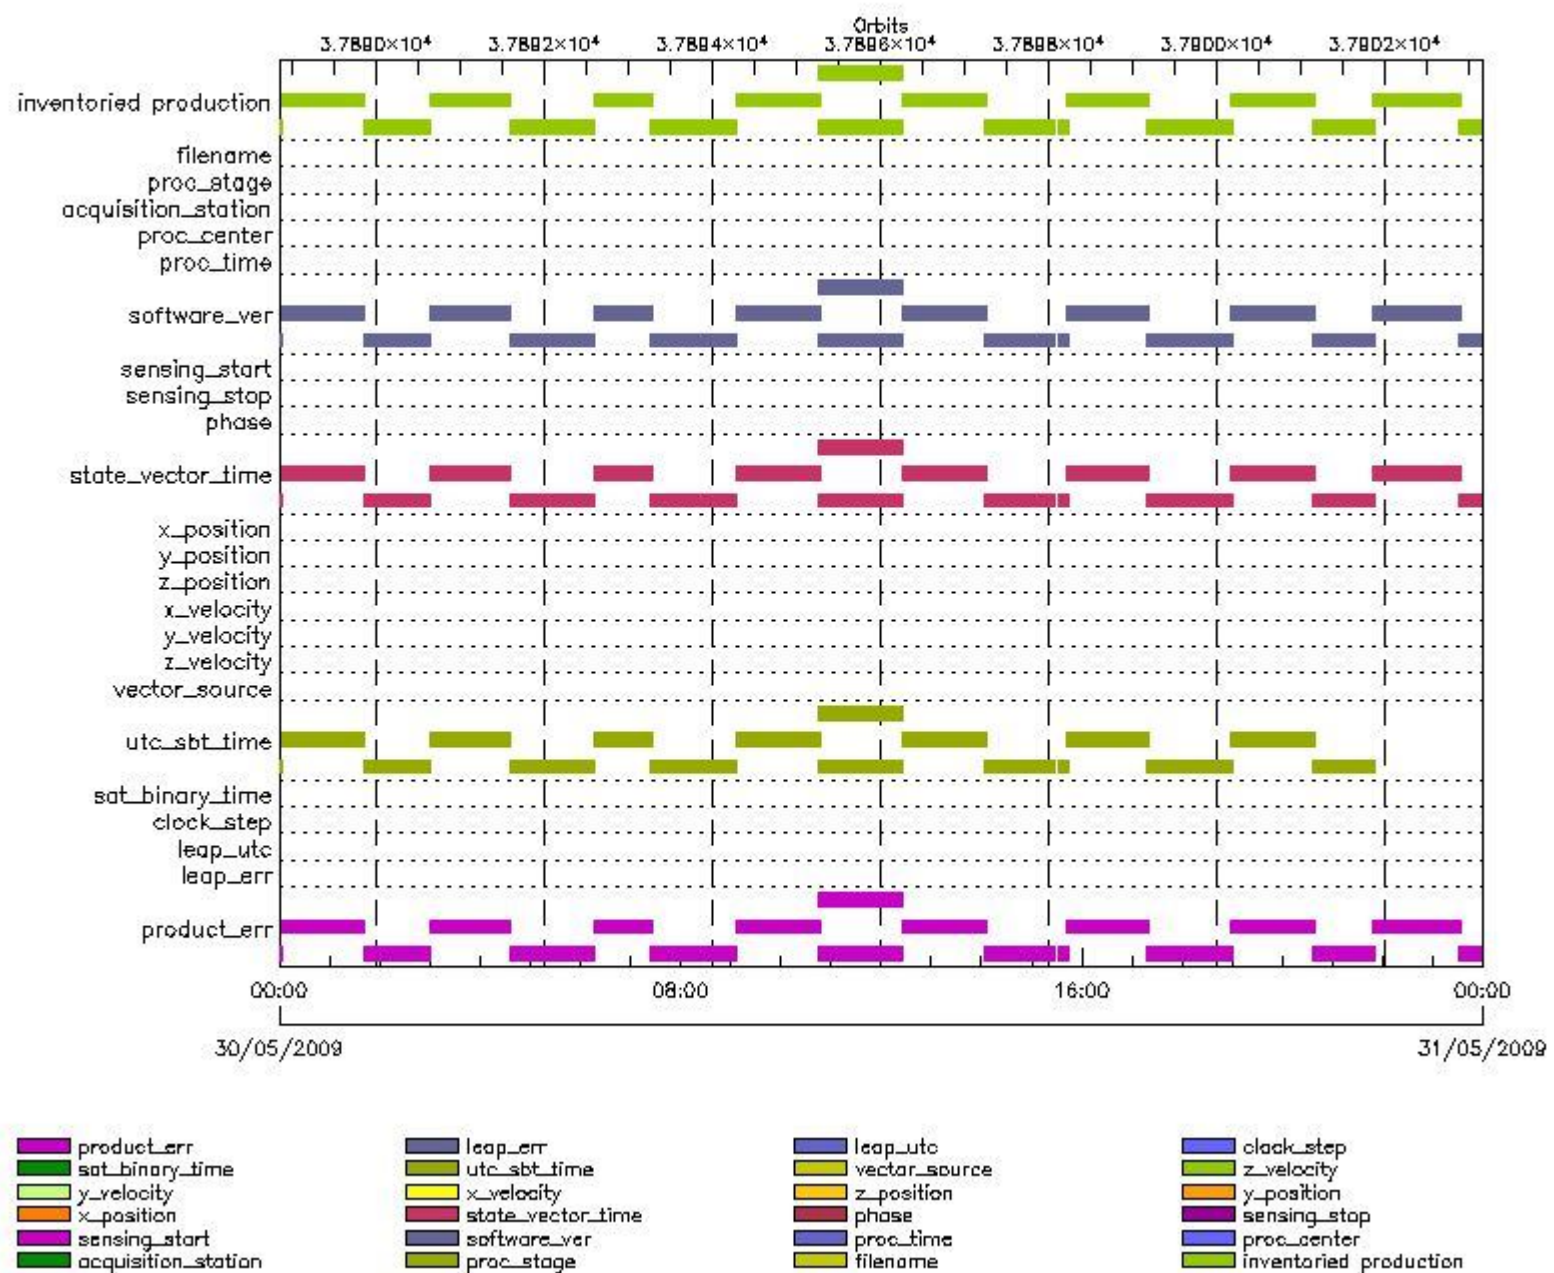 Orbits
3.7890×10⁴ 3.7892×10⁴ 3.7894×10⁴ 3.7896×10⁴ 3.7898×10⁴ 3.7900×10⁴ 3.7902×10⁴
inventoried production
filename
proc_stage
acquisition_station
proc_center
proc_time
software_ver
sensing_start
sensing_stop
phase
state_vector_time
x_position
y_position
z_position
x_velocity
y_velocity
z_velocity
vector_source
utc_sbt_time
sat_binary_time
clock_step
leap_utc
leap_err
product_err
00:00 08:00 16:00 00:00
30/05/2009 31/05/2009
product_err leap_err leap_utc clock_step
sat_binary_time utc_sbt_time vector_source z_velocity
y_velocity x_velocity z_position y_position
x_position state_vector_time phase sensing_stop
sensing_start software_ver proc_time proc_center
acquisition_station proc_stage filename inventoried production